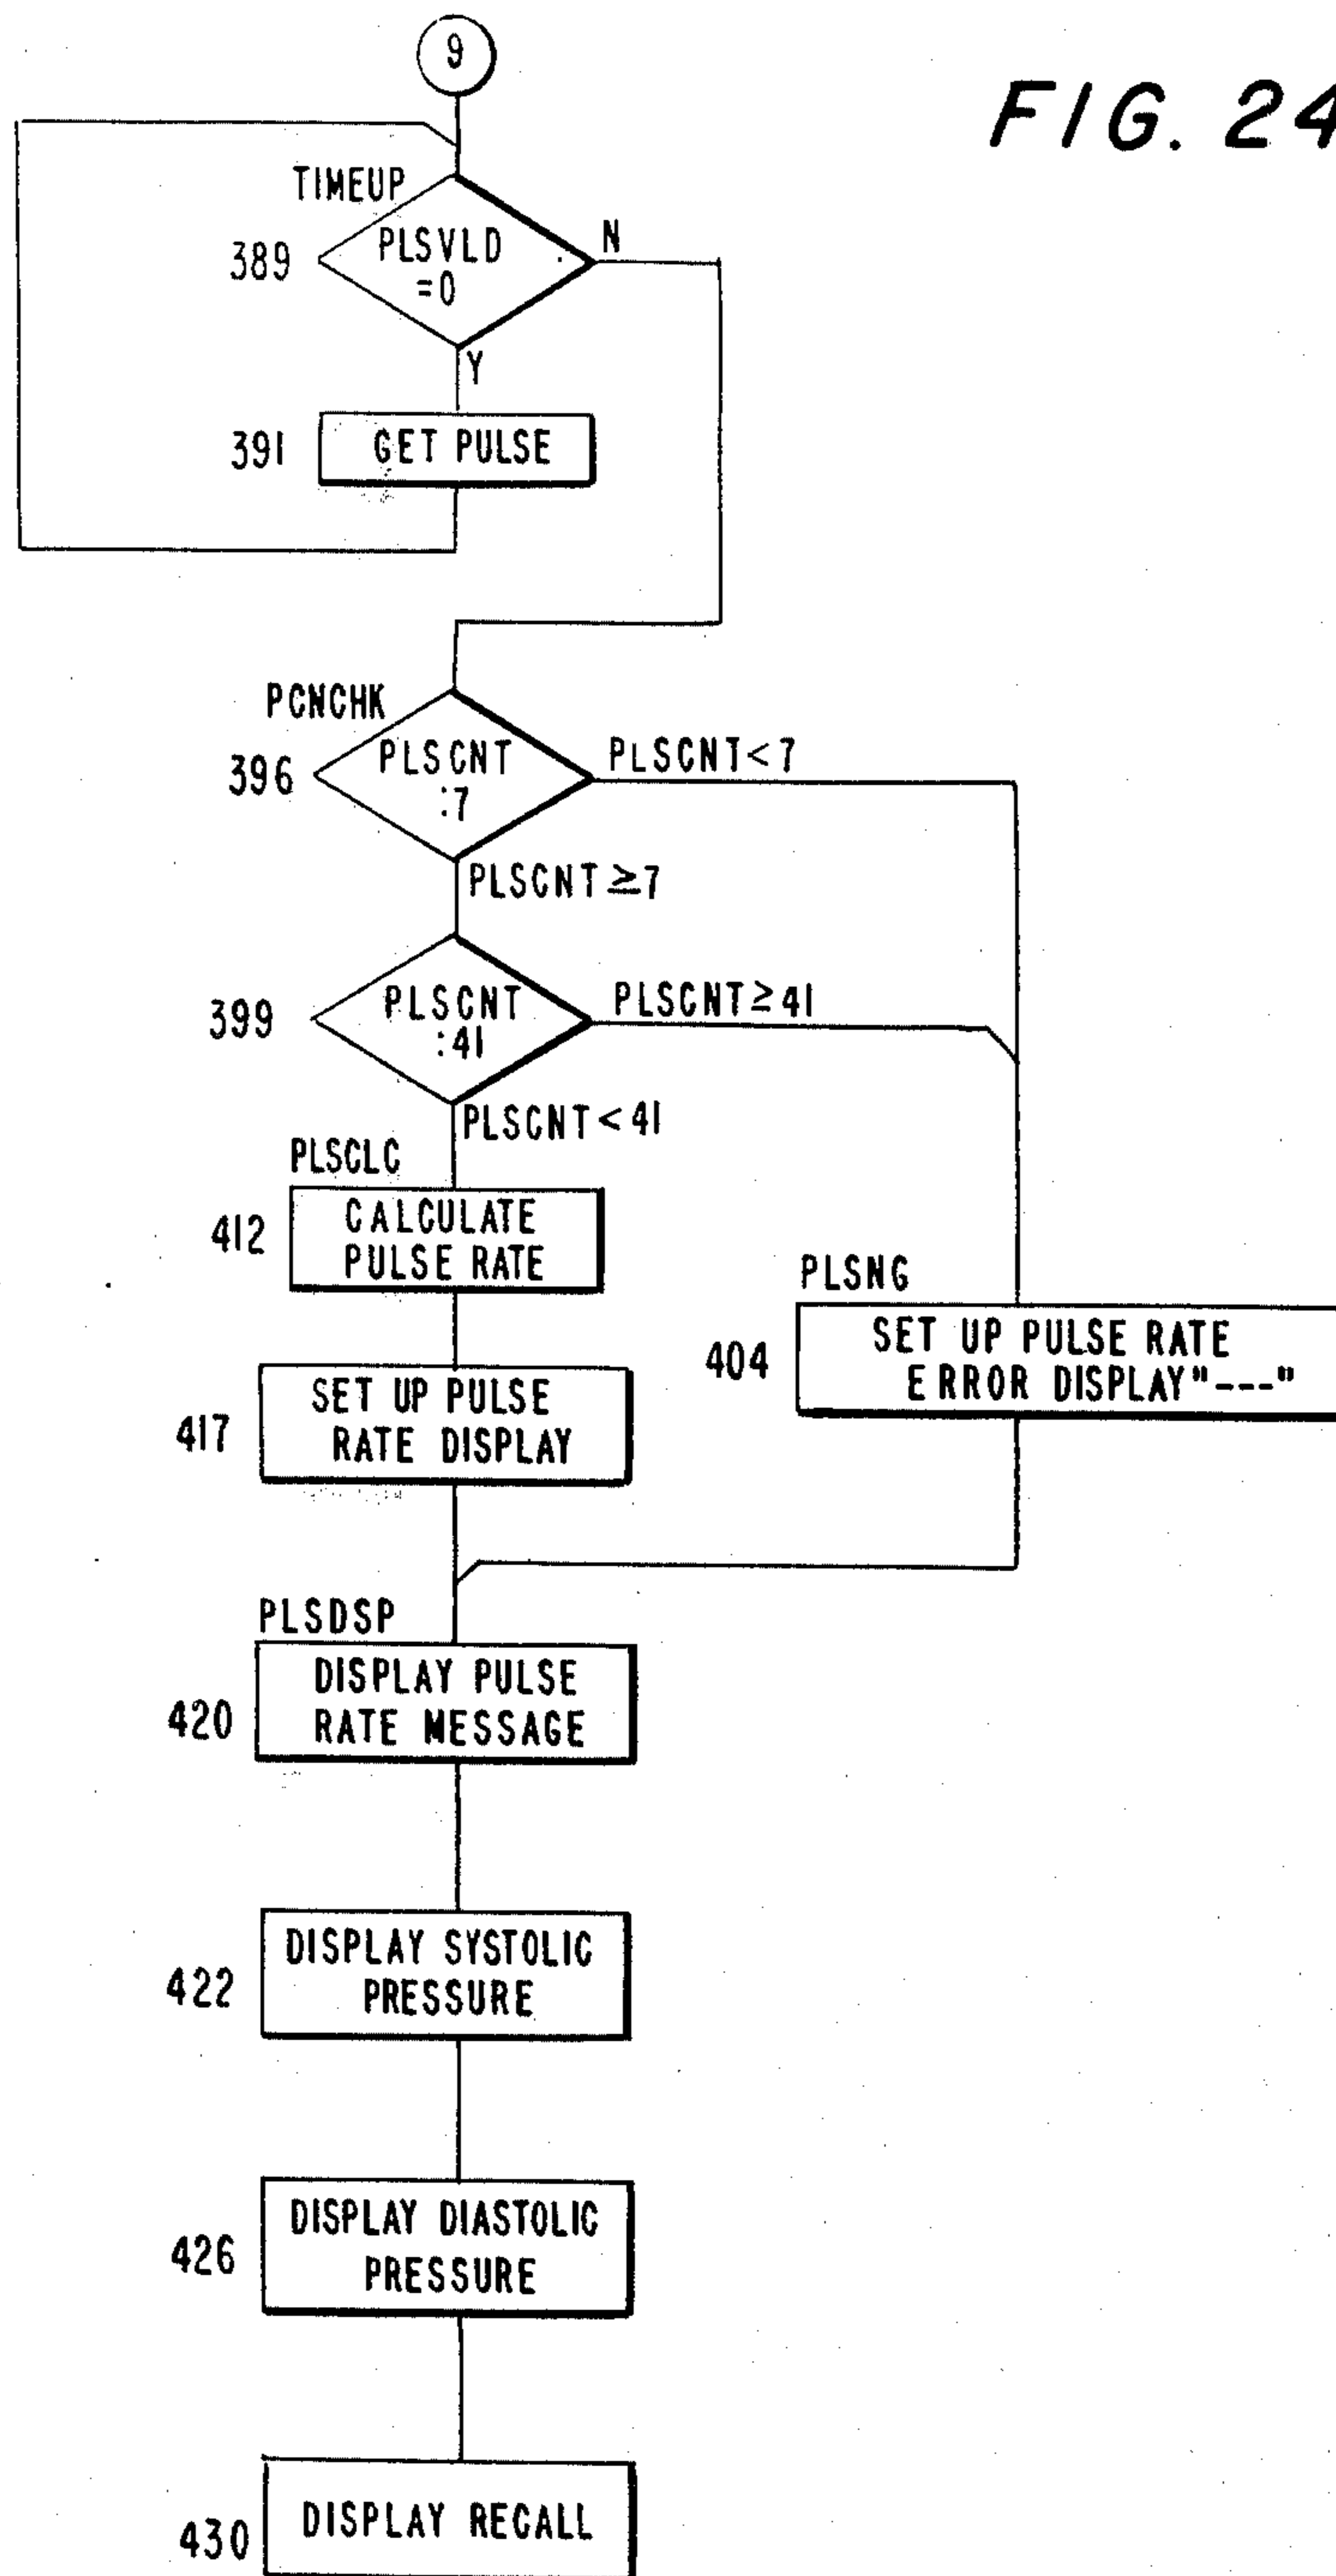 9
FIG. 24
TIMEUP
389
PLSVLD
=0
N
Y
391
GET PULSE
PCNCHK
396
PLSCNT
:7
PLSCNT<7
PLSCNT≥7
399
PLSCNT
:41
PLSCNT≥41
PLSCNT<41
PLSCLC
412
CALCULATE
PULSE RATE
PLSNG
404
SET UP PULSE RATE
ERROR DISPLAY"---"
417
SET UP PULSE
RATE DISPLAY
PLSDSP
420
DISPLAY PULSE
RATE MESSAGE
422
DISPLAY SYSTOLIC
PRESSURE
426
DISPLAY DIASTOLIC
PRESSURE
430
DISPLAY RECALL